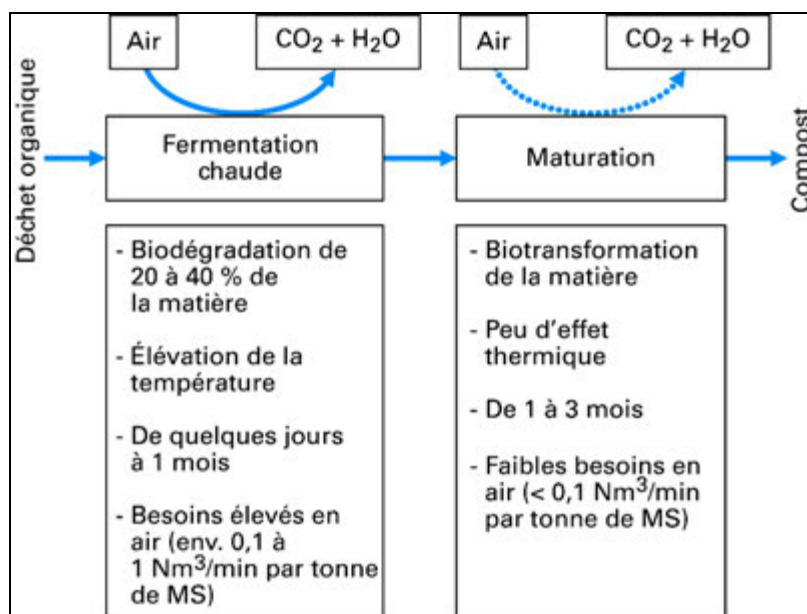 Air
CO2 + H2O
Air
CO2 + H2O
Déchet organique
Fermentation
chaude
Maturation
Compost
- Biodégradation de
20 à 40 % de
la matière
- Élévation de la
température
- De quelques jours
à 1 mois
- Besoins élevés en
air (env. 0,1 à
1 Nm3/min par tonne
de MS)
- Biotransformation
de la matière
- Peu d'effet
thermique
- De 1 à 3 mois
- Faibles besoins en
air (< 0,1 Nm3/min
par tonne de MS)